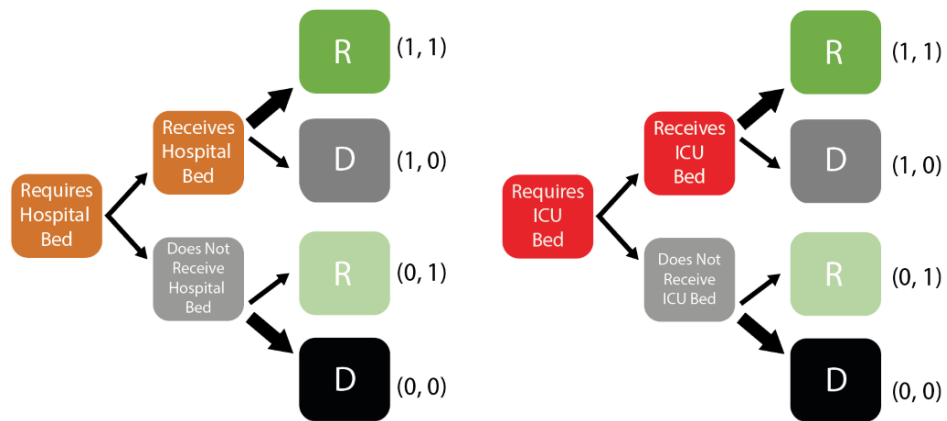 Requires
Hospital
Bed
Receives
Hospital
Bed
Does Not
Receive
Hospital
Bed
R
(1, 1)
D
(1, 0)
R
(0, 1)
D
(0, 0)
Requires
ICU
Bed
Receives
ICU
Bed
Does Not
Receive
ICU Bed
R
(1, 1)
D
(1, 0)
R
(0, 1)
D
(0, 0)